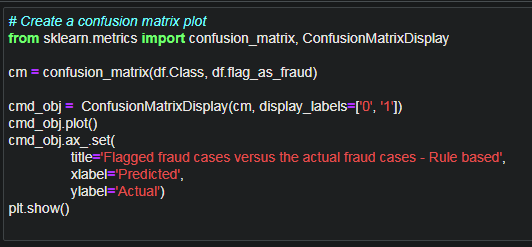 # Create a confusion matrix plot
from sklearn.metrics import confusion_matrix, ConfusionMatrixDisplay
cm = confusion_matrix(df.Class, df.flag_as_fraud)
cmd_obj =  ConfusionMatrixDisplay(cm, display_labels=['0', '1'])
cmd_obj.plot()
cmd_obj.ax_.set(
title='Flagged fraud cases versus the actual fraud cases - Rule based',
xlabel='Predicted',
ylabel='Actual')
plt.show()